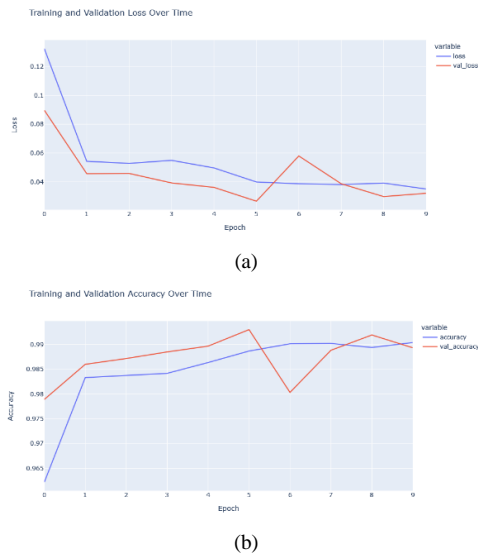 Training and Validation Loss Over Time
variable
loss
val_loss
0.12
0.1
0.08
0.06
0.04
Loss
0 1 2 3 4 5 6 7 8 9
Epoch
(a)
Training and Validation Accuracy Over Time
variable
accuracy
val_accuracy
0.99
0.985
0.98
0.975
0.97
0.965
Accuracy
0 1 2 3 4 5 6 7 8 9
Epoch
(b)